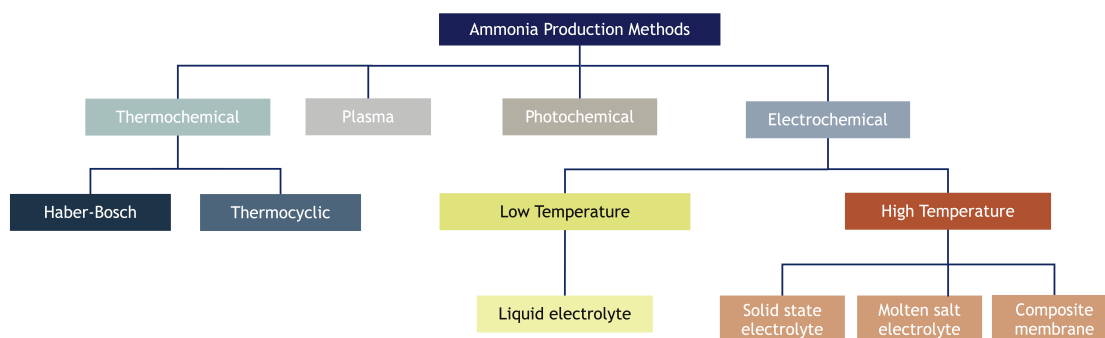 Ammonia Production Methods
Thermochemical
Plasma
Photochemical
Electrochemical
Haber-Bosch
Thermocyclic
Low Temperature
High Temperature
Liquid electrolyte
Solid state
electrolyte
Molten salt
electrolyte
Composite
membrane